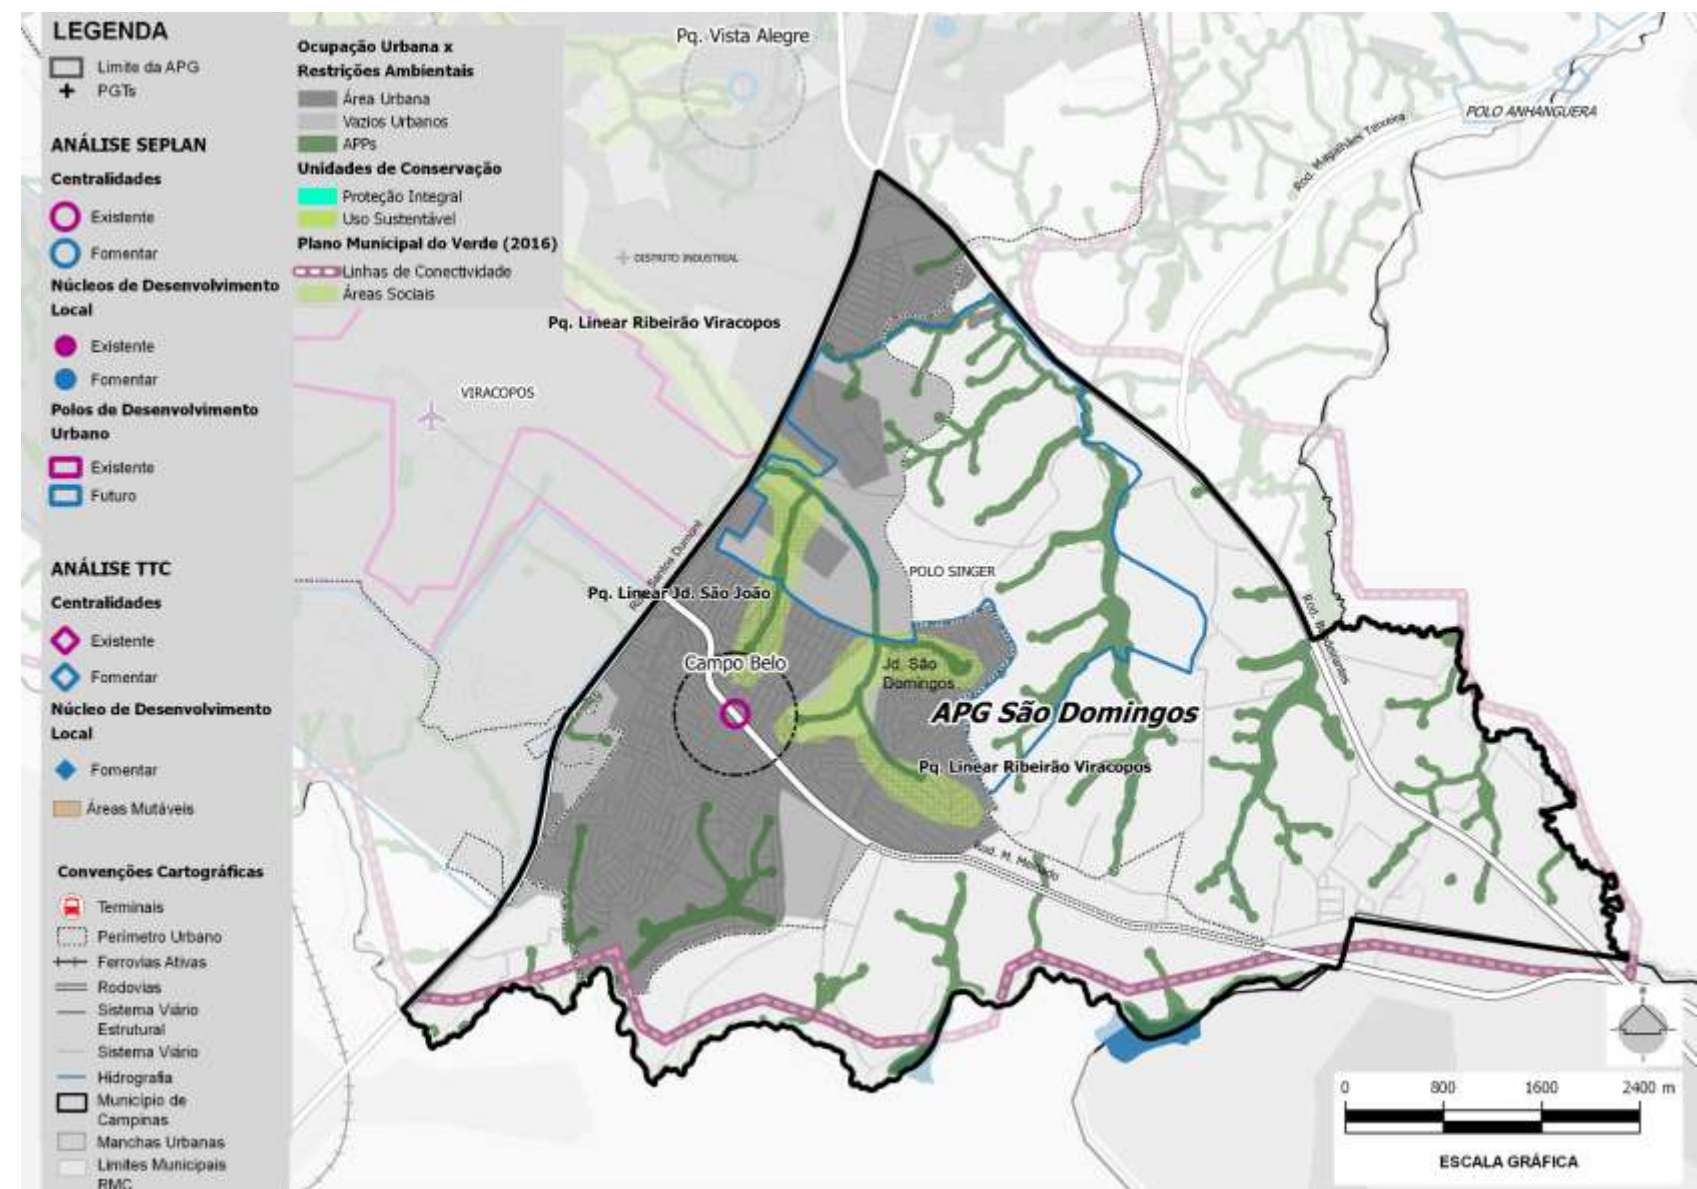 LEGENDA
Limite da APG
PGTs
ANÁLISE SEPLAN
Centralidades
Existente
Fomentar
Núcleos de Desenvolvimento
Local
Existente
Fomentar
Polos de Desenvolvimento
Urbano
Existente
Futuro
ANÁLISE TTC
Centralidades
Existente
Fomentar
Núcleo de Desenvolvimento
Local
Fomentar
Áreas Mutáveis
Convenções Cartográficas
Terminais
Perímetro Urbano
Ferrovias Ativas
Rodovias
Sistema Viário
Estrutural
Sistema Viário
Hidrografia
Município de
Campinas
Manchas Urbanas
Limites Municipais
RMC
Ocupação Urbana x
Restrições Ambientais
Área Urbana
Vazios Urbanos
APPs
Unidades de Conservação
Proteção Integral
Uso Sustentável
Plano Municipal do Verde (2016)
Linhas de Conectividade
Áreas Sociais
Pq. Vista Alegre
POLO ANHANGUERA
Rod. Magalhães Teixeira
DISTRITO INDUSTRIAL
Pq. Linear Ribeirão Viracopos
VIRACOPOS
Santos Dumont
POLO SINGER
Pq. Linear Jd. São João
Campo Belo
Jd. São
Domingos
APG São Domingos
Pq. Linear Ribeirão Viracopos
Rod. M.
0 800 1600 2400 m
ESCALA GRÁFICA